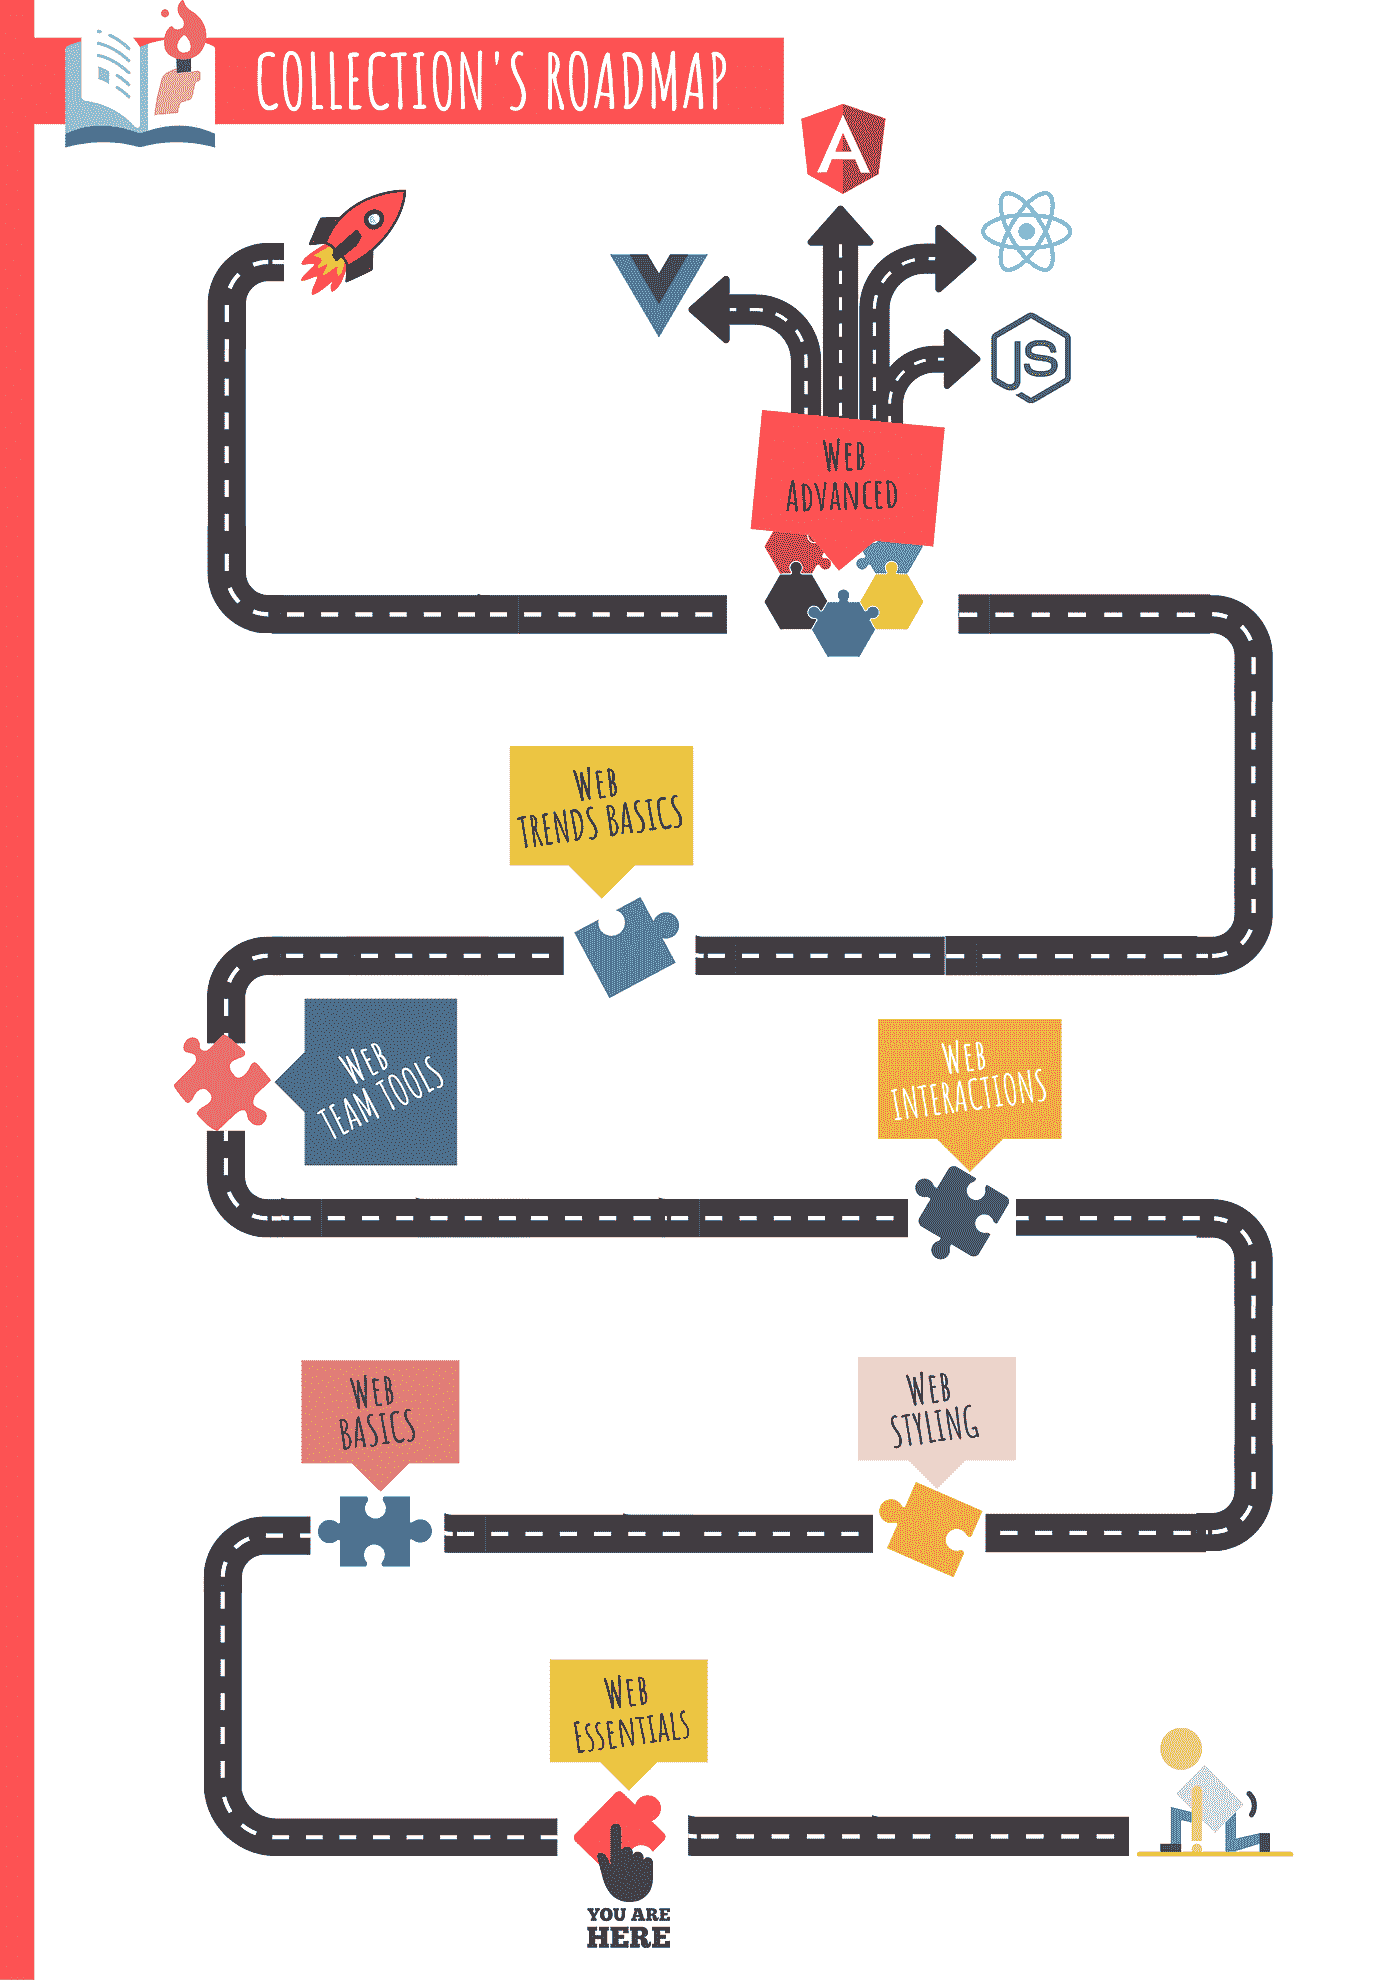 COLLECTION'S ROADMAP
A
JS
WEB
ADVANCED
WEB
TRENDS BASICS
WEB
TEAM TOOLS
WEB
INTERACTIONS
WEB
BASICS
WEB
STYLING
WEB
ESSENTIALS
YOU ARE
HERE